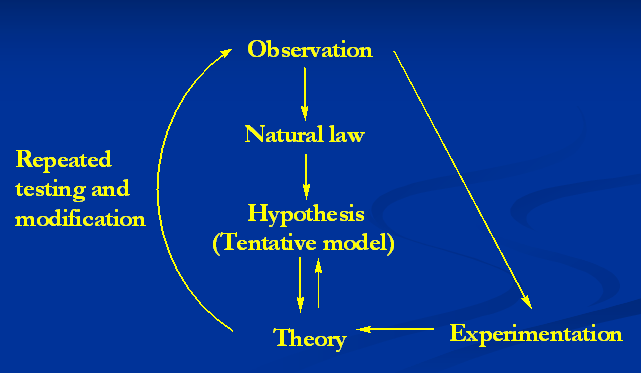 Observation
Natural law
Repeated
testing and
modification
Hypothesis
(Tentative model)
Theory
Experimentation